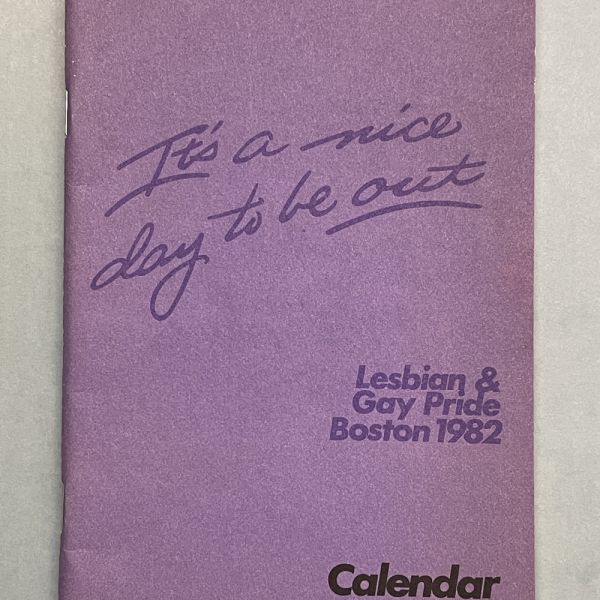 It's a nice
day to be out
Lesbian &
Gay Pride
Boston 1982
Calendar